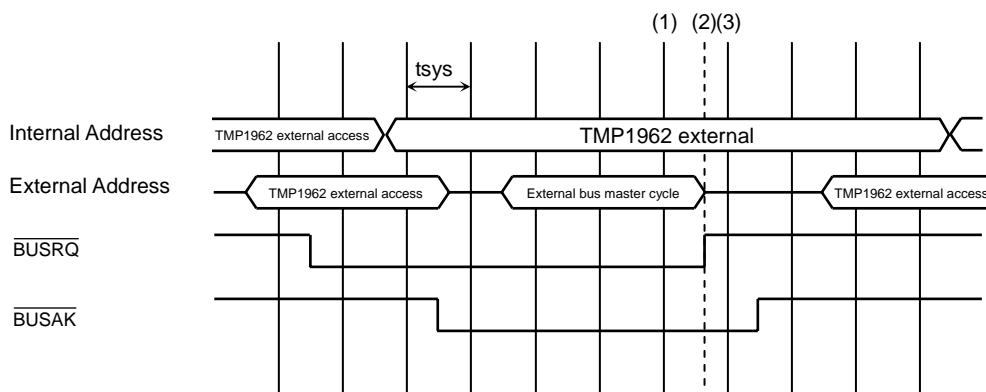 (1) (2)(3)
tsys
Internal Address TMP1962 external access TMP1962 external
External Address TMP1962 external access External bus master cycle TMP1962 external access
BUSRQ
BUSAK